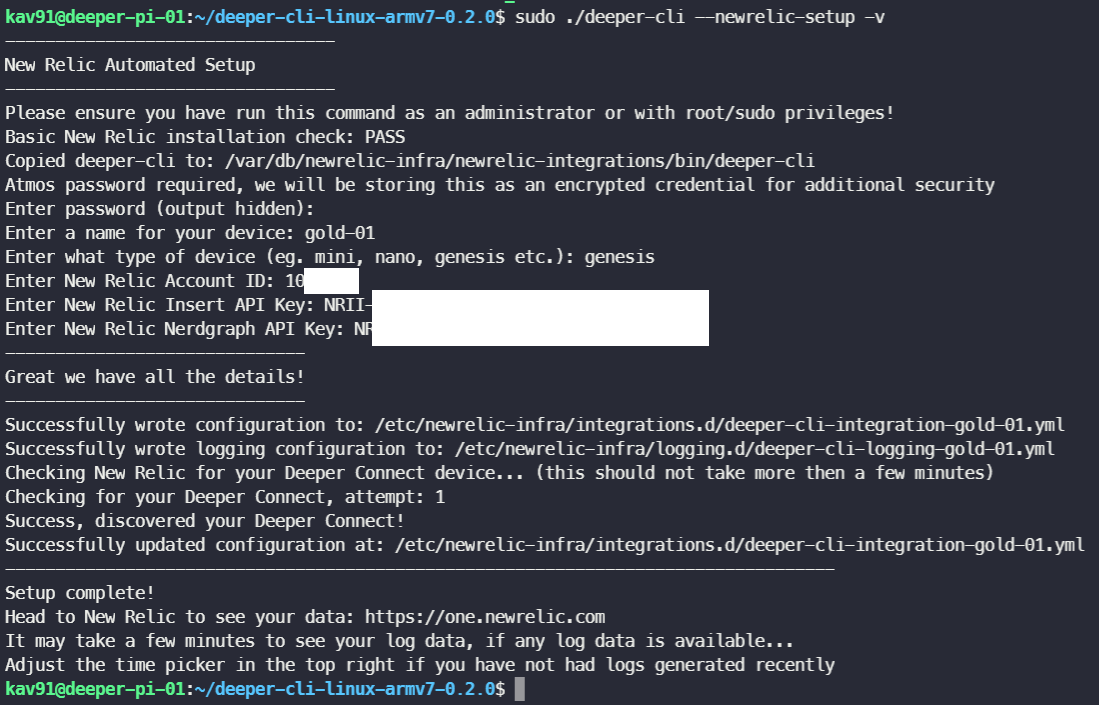 kav91@deeper-pi-01:~/deeper-cli-linux-armv7-0.2.0$ sudo ./deeper-cli --newrelic-setup -v
---------------------------------
New Relic Automated Setup
---------------------------------
Please ensure you have run this command as an administrator or with root/sudo privileges!
Basic New Relic installation check: PASS
Copied deeper-cli to: /var/db/newrelic-infra/newrelic-integrations/bin/deeper-cli
Atmos password required, we will be storing this as an encrypted credential for additional security
Enter password (output hidden):
Enter a name for your device: gold-01
Enter what type of device (eg. mini, nano, genesis etc.): genesis
Enter New Relic Account ID: 10
Enter New Relic Insert API Key: NRII-
Enter New Relic Nerdgraph API Key: NR
------------------------------
Great we have all the details!
------------------------------
Successfully wrote configuration to: /etc/newrelic-infra/integrations.d/deeper-cli-integration-gold-01.yml
Successfully wrote logging configuration to: /etc/newrelic-infra/logging.d/deeper-cli-logging-gold-01.yml
Checking New Relic for your Deeper Connect device... (this should not take more then a few minutes)
Checking for your Deeper Connect, attempt: 1
Success, discovered your Deeper Connect!
Successfully updated configuration at: /etc/newrelic-infra/integrations.d/deeper-cli-integration-gold-01.yml
-----------------------------------------------------------------------------------
Setup complete!
Head to New Relic to see your data: https://one.newrelic.com
It may take a few minutes to see your log data, if any log data is available...
Adjust the time picker in the top right if you have not had logs generated recently
kav91@deeper-pi-01:~/deeper-cli-linux-armv7-0.2.0$